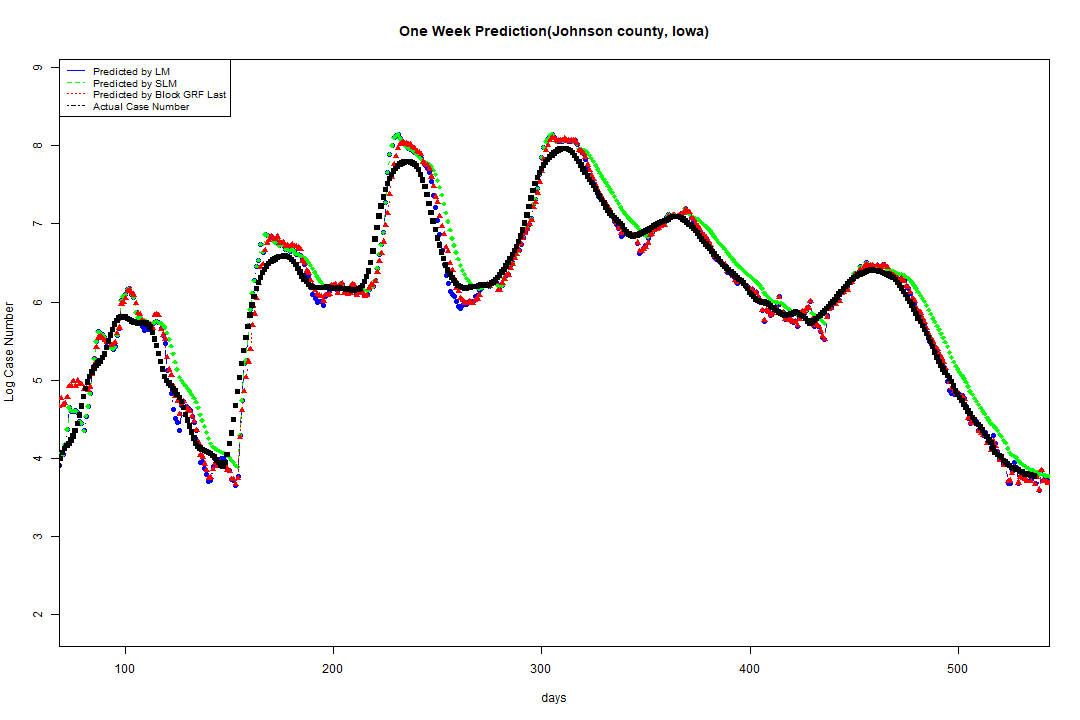 One Week Prediction(Johnson county, Iowa)
Predicted by LM
Predicted by SLM
Predicted by Block GRF Last
Actual Case Number
Log Case Number
9
8
7
6
5
4
3
2
100 200 300 400 500
days